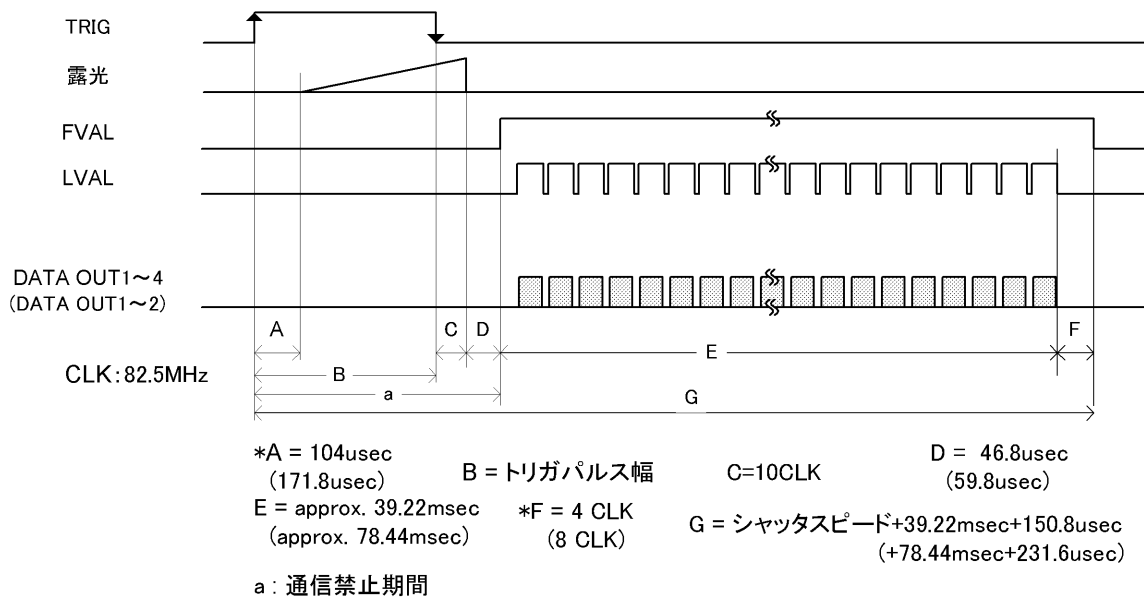 TRIG
露光
FVAL
LVAL
DATA OUT1～4
(DATA OUT1～2)
A
C
D
E
F
CLK：82.5MHz
B
a
G
*A = 104usec
(171.8usec)
B = トリガパルス幅
C=10CLK
D = 46.8usec
(59.8usec)
E = approx. 39.22msec
(approx. 78.44msec)
*F = 4 CLK
(8 CLK)
G = シャッタスピード+39.22msec+150.8usec
(+78.44msec+231.6usec)
a : 通信禁止期間